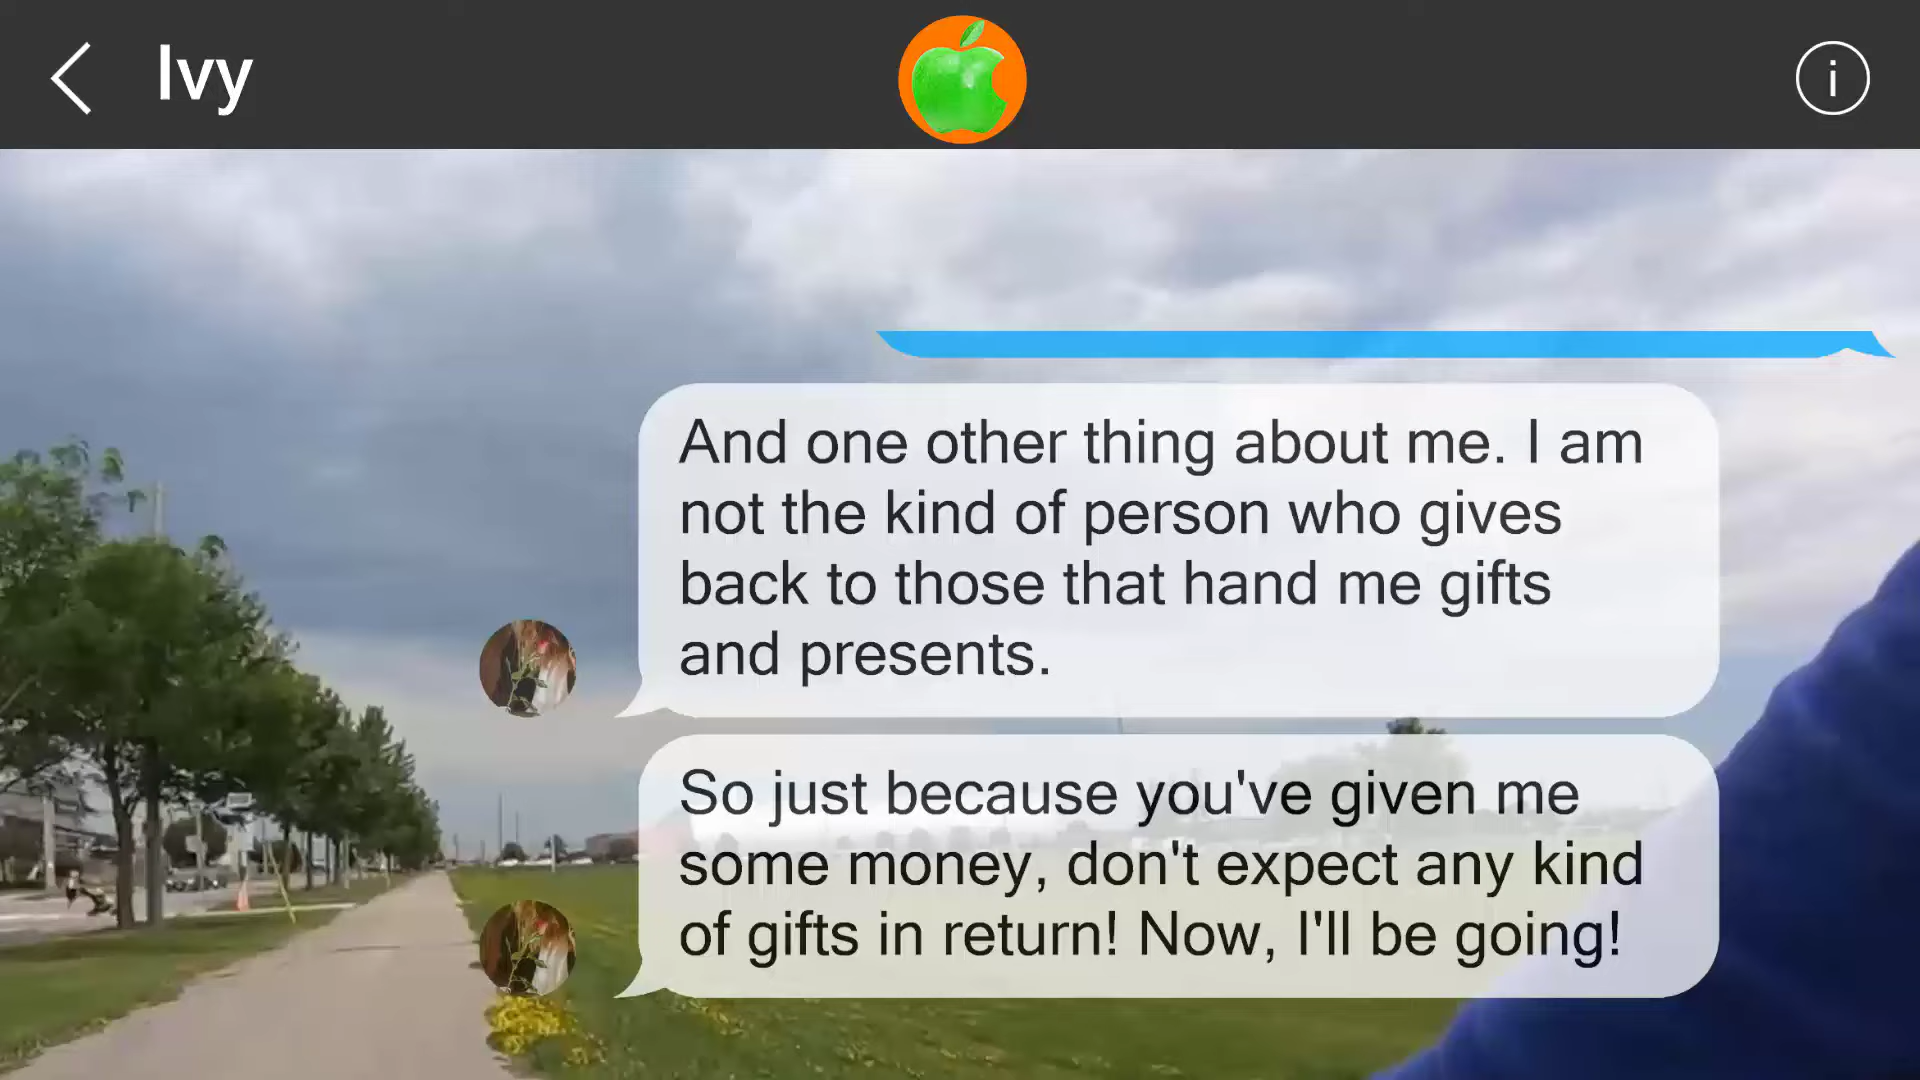 Ivy
And one other thing about me. I am
not the kind of person who gives
back to those that hand me gifts
and presents.
So just because you've given me
some money, don't expect any kind
of gifts in return! Now, I'll be going!